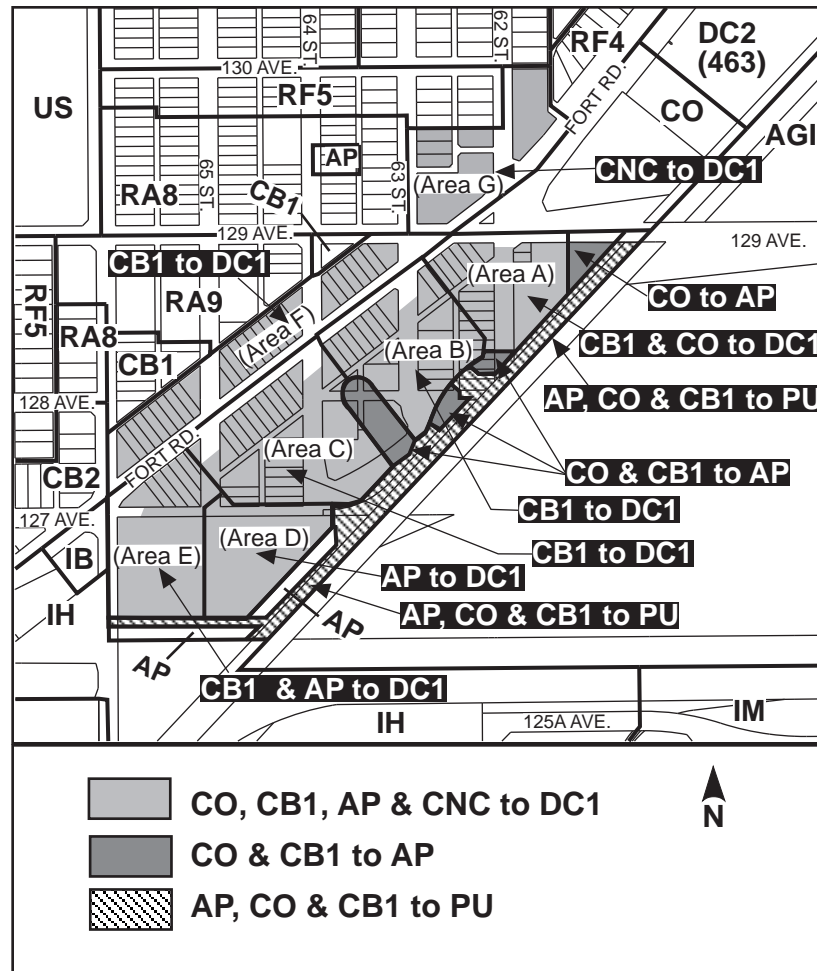 64 ST.
62 ST.
RF4
DC2
(463)
130 AVE.
RF5
FORT RD.
US
CO
AGI
AP
65 ST.
63 ST.
RA8
(Area G)
CNC to DC1
CB1
129 AVE.
129 AVE.
CB1 to DC1
(Area A)
RF5
RA9
CO to AP
RA8
(Area F)
CB1 & CO to DC1
(Area B)
CB1
AP, CO & CB1 to PU
128 AVE.
FORT RD.
(Area C)
CO & CB1 to AP
CB2
CB1 to DC1
127 AVE.
(Area D)
CB1 to DC1
(Area E)
IB
AP to DC1
IH
AP, CO & CB1 to PU
AP
AP
CB1 & AP to DC1
IH
125A AVE.
IM
CO, CB1, AP & CNC to DC1
N
CO & CB1 to AP
AP, CO & CB1 to PU